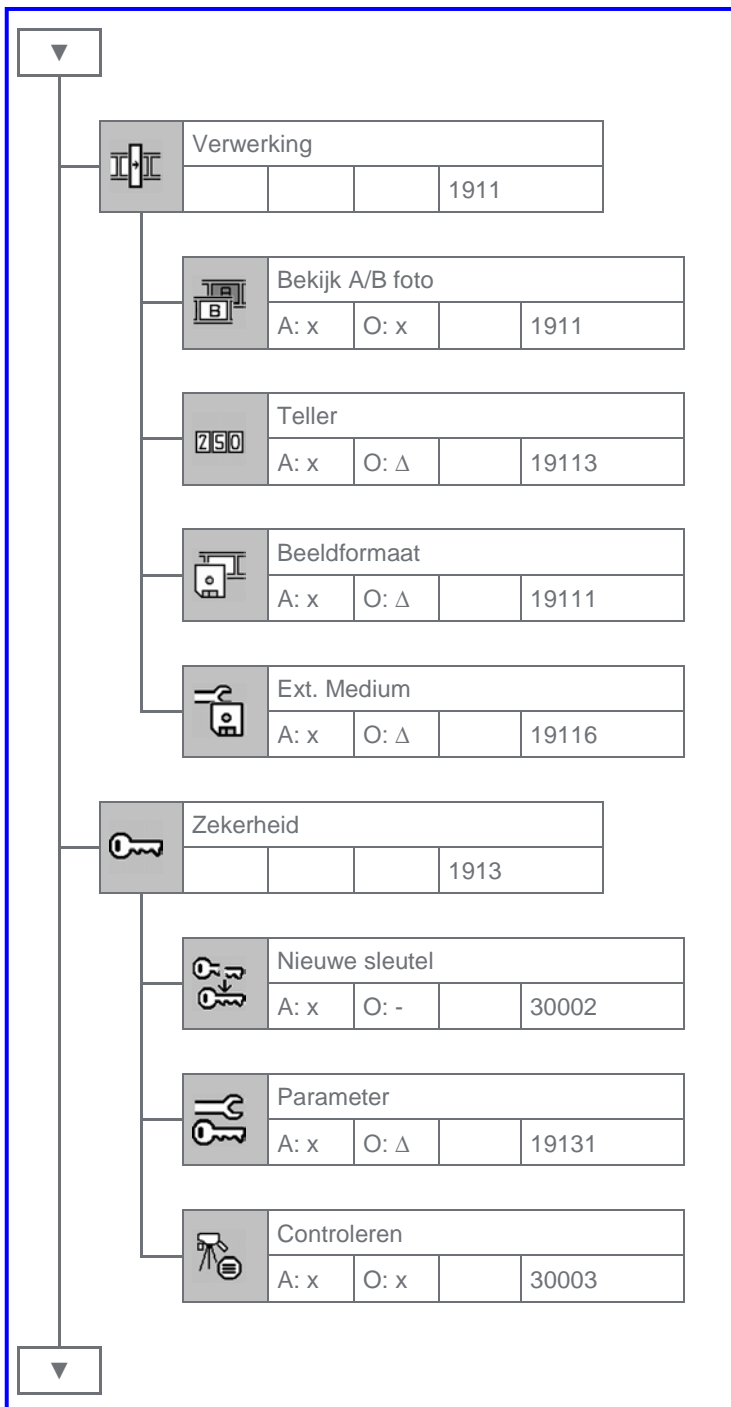 ▼
Verwerking
1911
Bekijk A/B foto
B
B
A: x O: x 1911
Teller
250
A: x O: Δ 19113
Beeldformaat
A: x O: Δ 19111
Ext. Medium
A: x O: Δ 19116
Zekerheid
1913
Nieuwe sleutel
A: x O: - 30002
Parameter
A: x O: Δ 19131
Controleren
A: x O: x 30003
▼